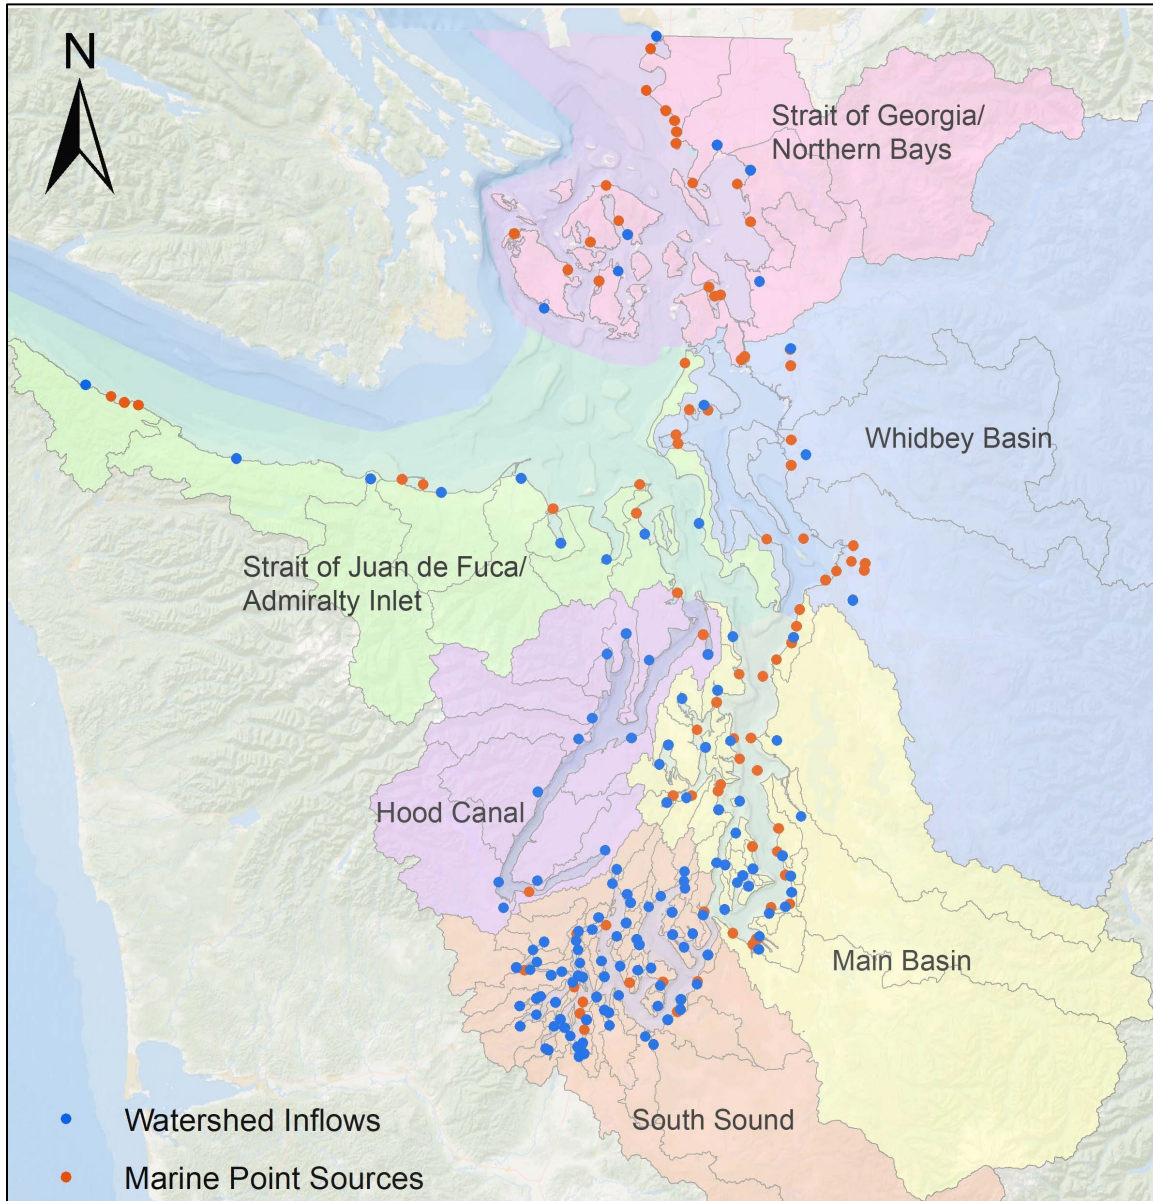 N
Strait of Georgia/
Northern Bays
Whidbey Basin
Strait of Juan de Fuca/
Admiralty Inlet
Hood Canal
Main Basin
South Sound
Watershed Inflows
Marine Point Sources